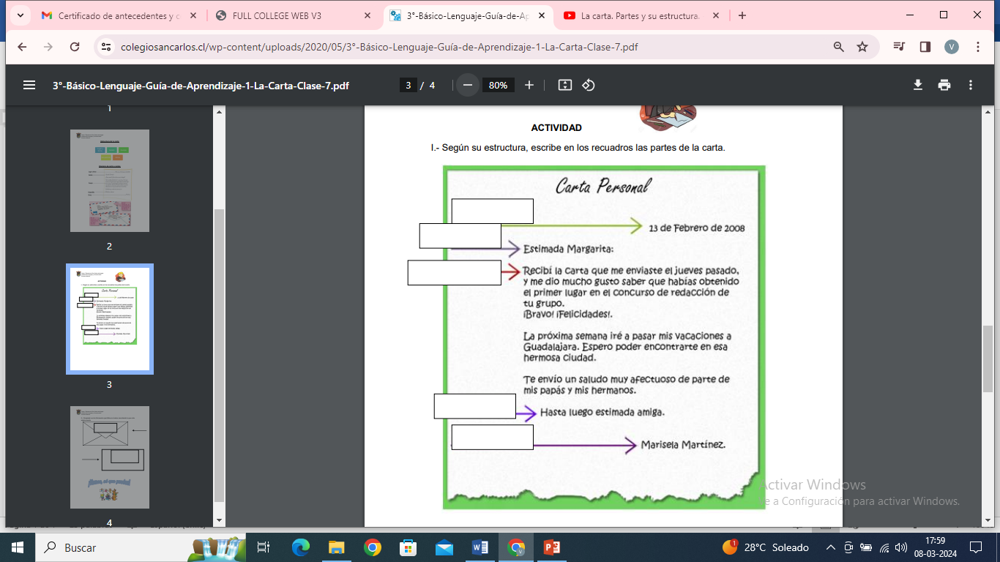 Certificado de antecedentes y c
FULL COLLEGE WEB V3
3°-Básico-Lenguaje-Guía-de-Ap
La carta. Partes y su estructura.
colegiosancarlos.cl/wp-content/uploads/2020/05/3°-Básico-Lenguaje-Guía-de-Aprendizaje-1-La-Carta-Clase-7.pdf
V
3°-Básico-Lenguaje-Guía-de-Aprendizaje-1-La-Carta-Clase-7.pdf
3 / 4
80%
1
2
3
4
ACTIVIDAD
I.- Según su estructura, escribe en los recuadros las partes de la carta.
Carta Personal
13 de Febrero de 2008
Estimada Margarita:
Recibí la carta que me enviaste el jueves pasado,
y me dio mucho gusto saber que habías obtenido
el primer lugar en el concurso de redacción de
tu grupo.
¡Bravo! ¡Felicidades!.
La próxima semana iré a pasar mis vacaciones a
Guadalajara. Espero poder encontrarte en esa
hermosa ciudad.
Te envío un saludo muy afectuoso de parte de
mis papás y mis hermanos.
Hasta luego estimada amiga.
Marisela Martínez.
Activar Windows
e a Configuración para activar Windows.
Buscar
1
28°C Soleado
17:59
08-03-2024